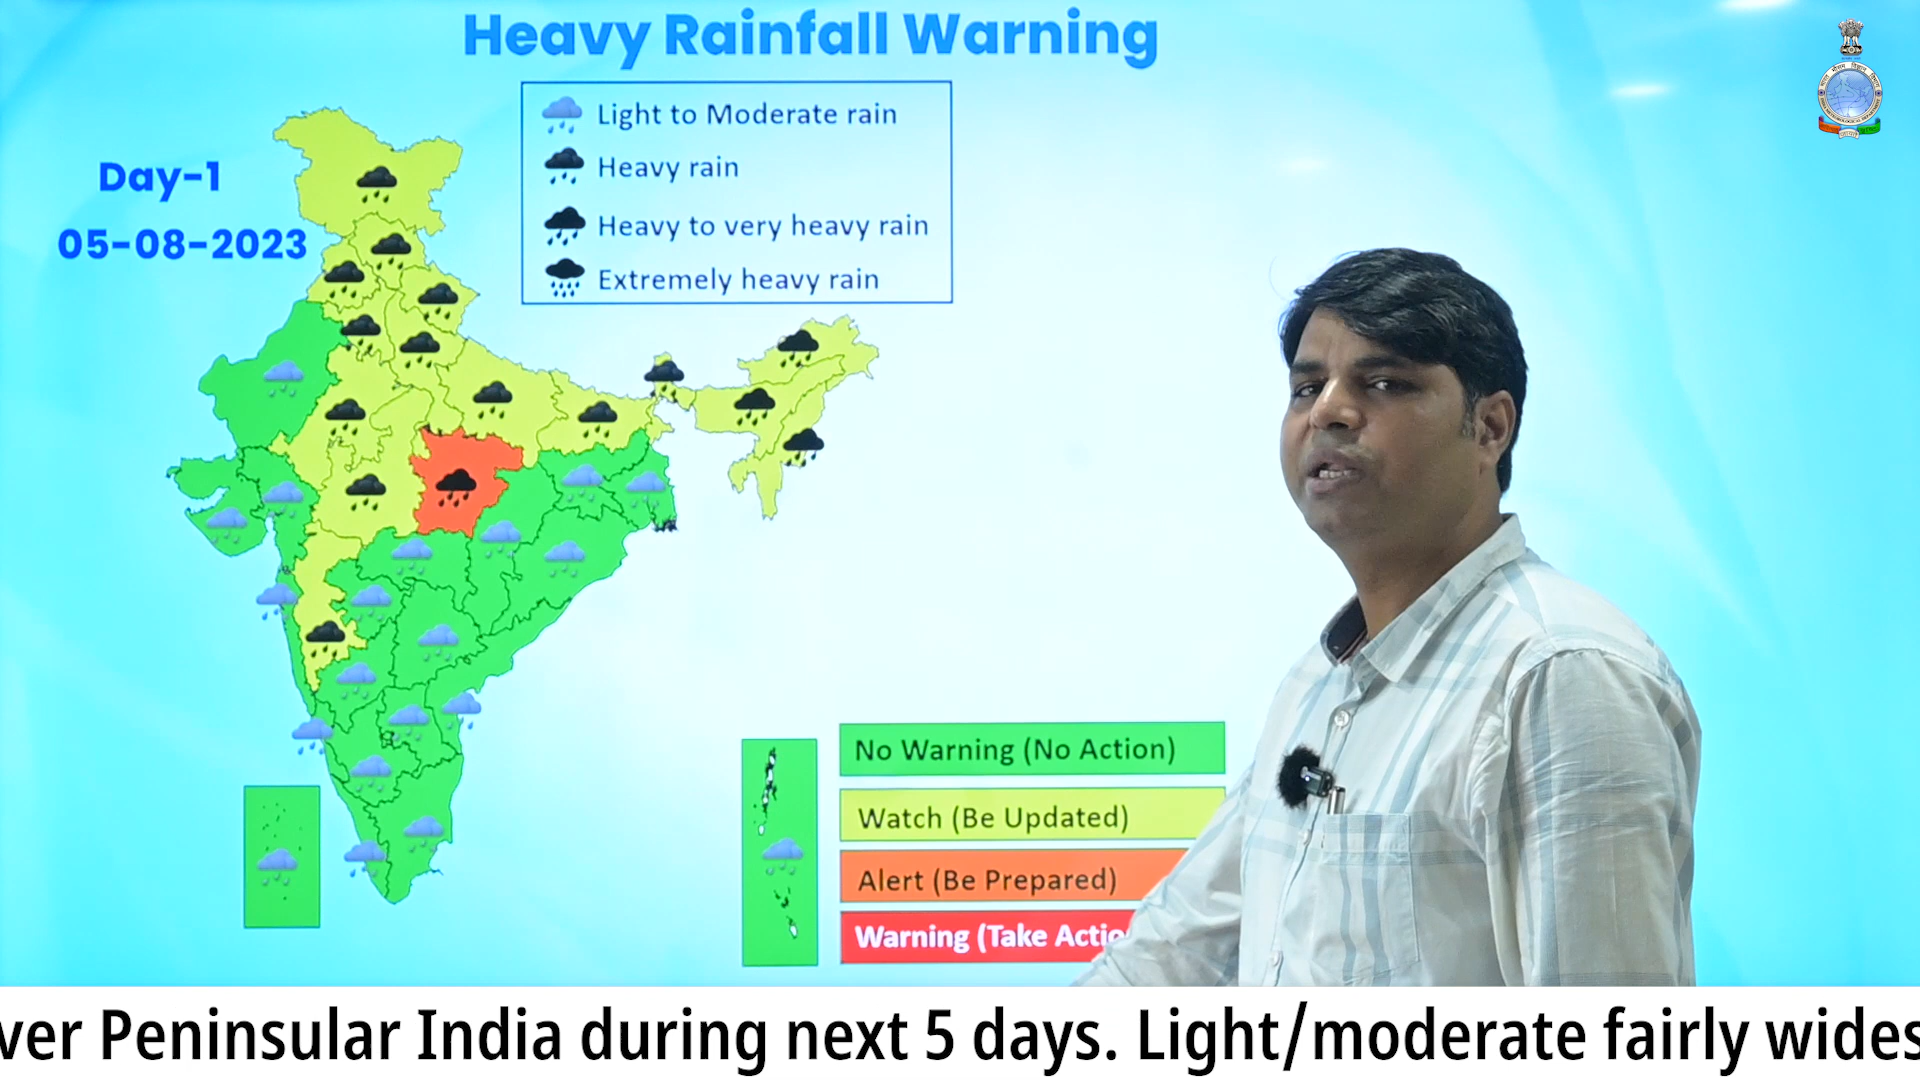 Heavy Rainfall Warning
Day-1
05-08-2023
Light to Moderate rain
Heavy rain
Heavy to very heavy rain
Extremely heavy rain
No Warning (No Action)
Watch (Be Updated)
Alert (Be Prepared)
Warning (Take Actio
ver Peninsular India during next 5 days. Light/moderate fairly wides